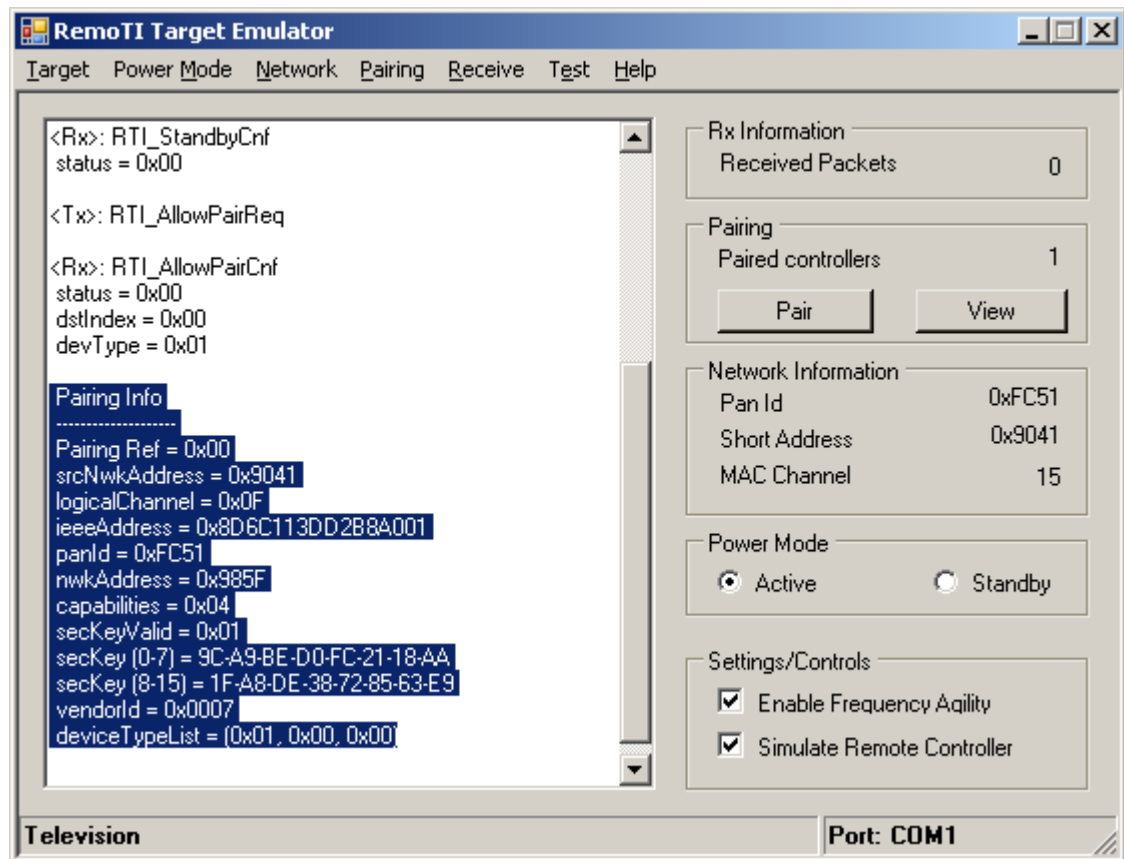 RemoTI Target Emulator
Target Power Mode Network Pairing Receive Test Help
<Rx>: RTI_StandbyCnf
status = 0x00
<Tx>: RTI_AllowPairReq
<Rx>: RTI_AllowPairCnf
status = 0x00
dstIndex = 0x00
devType = 0x01
Pairing Info
--------------------
Pairing Ref = 0x00
srcNwkAddress = 0x9041
logicalChannel = 0x0F
ieeeAddress = 0x8D6C113DD2B8A001
panId = 0xFC51
nwkAddress = 0x985F
capabilities = 0x04
secKeyValid = 0x01
secKey (0-7) = 9C-A9-BE-D0-FC-21-18-AA
secKey (8-15) = 1F-A8-DE-38-72-85-63-E9
vendorId = 0x0007
deviceTypeList = (0x01, 0x00, 0x00)
Rx Information
Received Packets 0
Pairing
Paired controllers 1
Pair View
Network Information
Pan Id 0xFC51
Short Address 0x9041
MAC Channel 15
Power Mode
Active Standby
Settings/Controls
Enable Frequency Agility
Simulate Remote Controller
Television Port: COM1